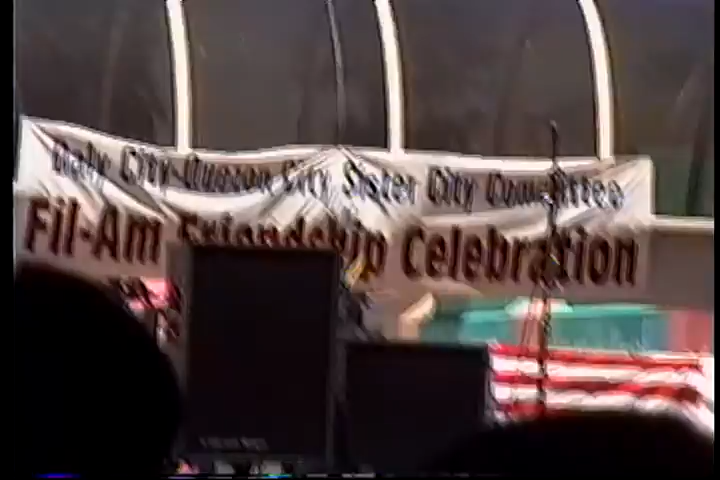 Daly City-Quezon City Sister City Committee
Fil-Am Friendship Celebration